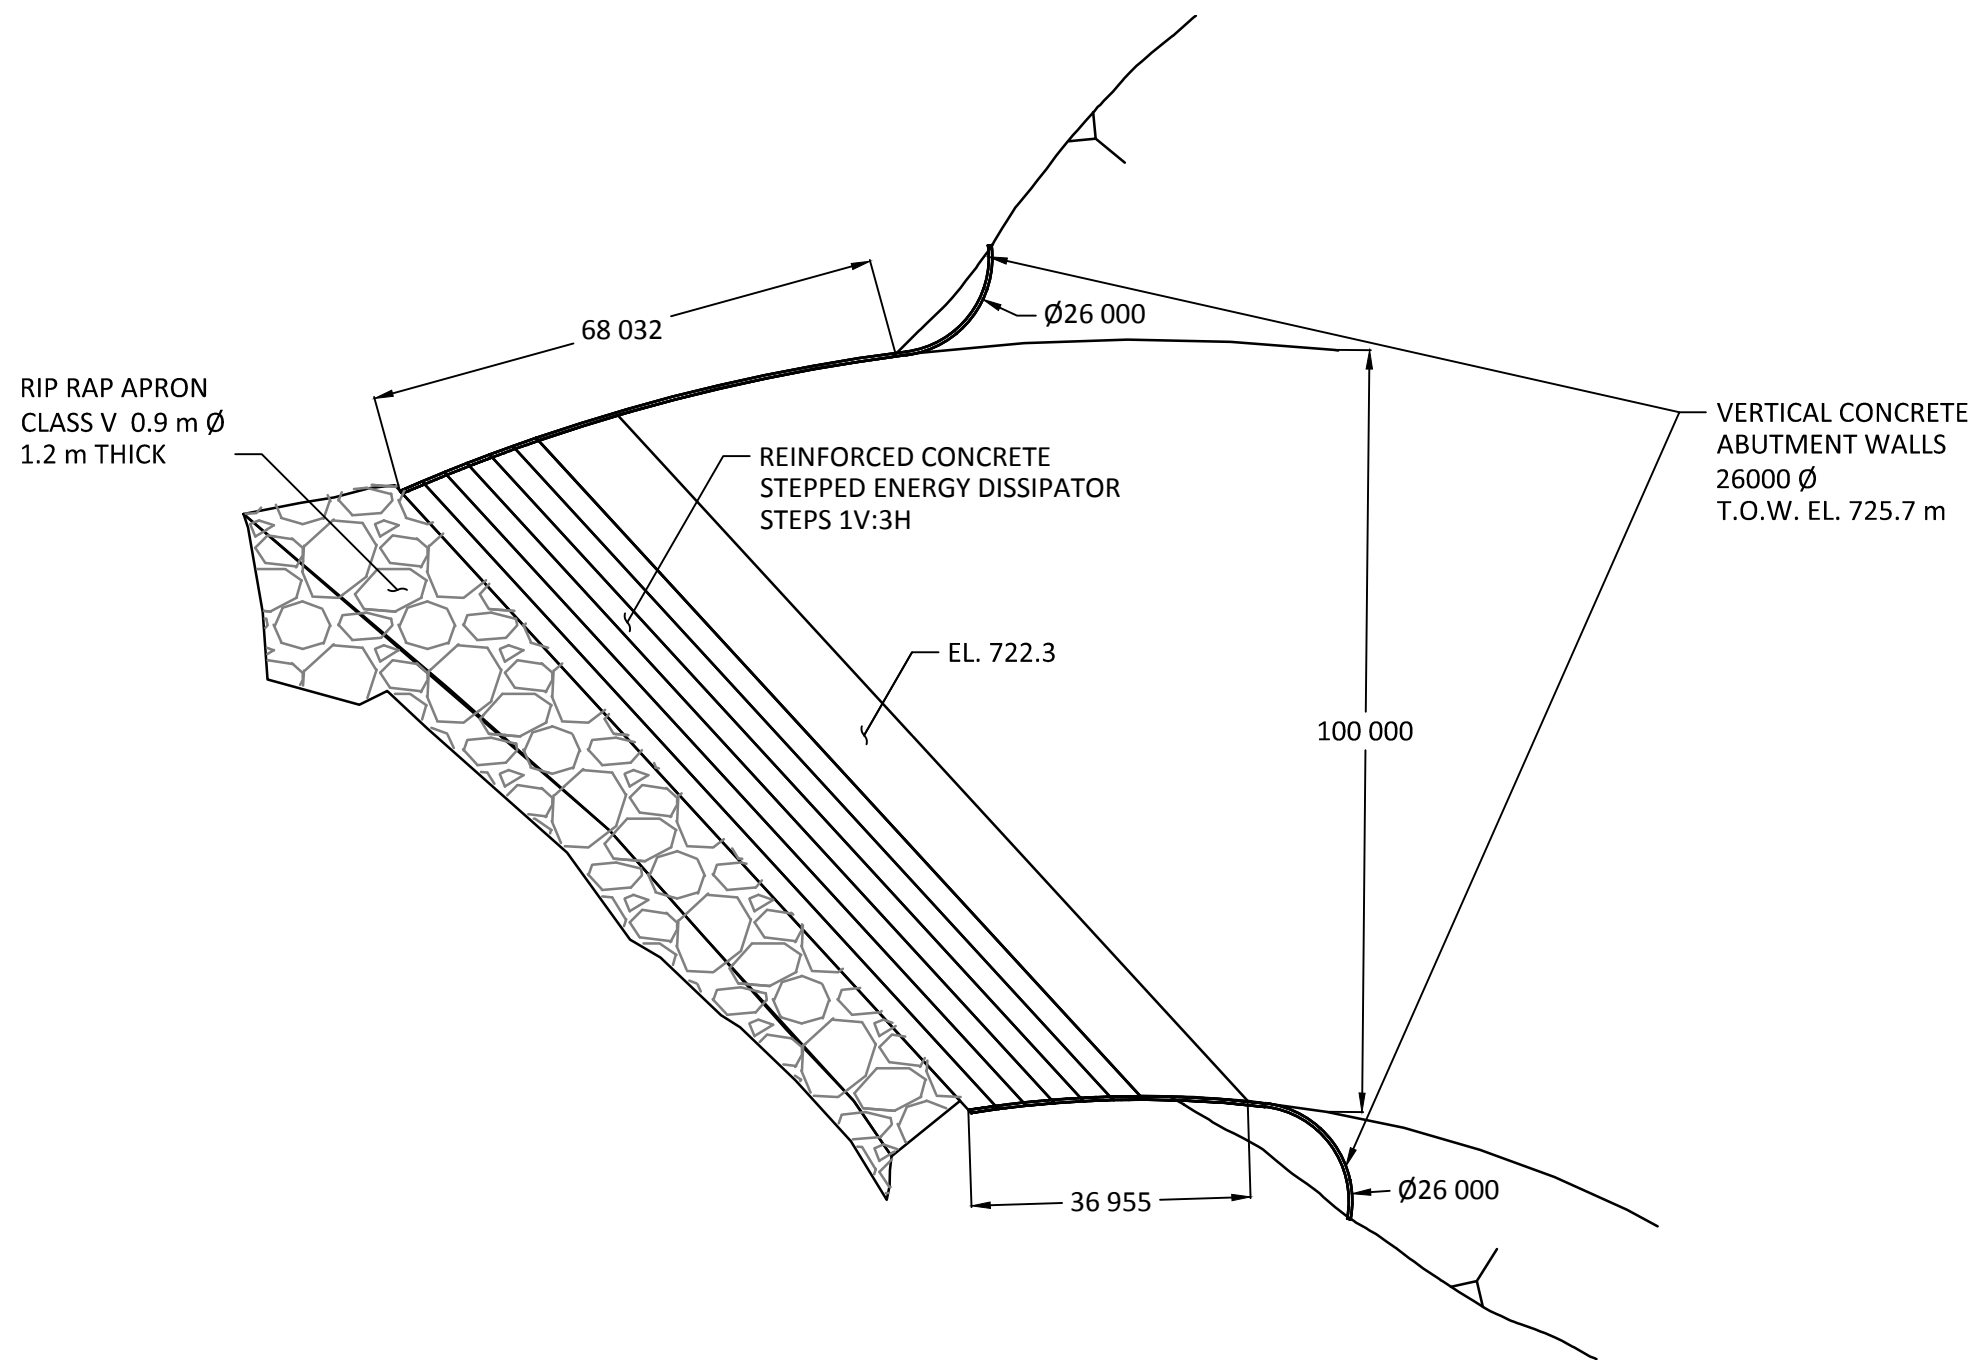 Ø26 000
68 032
RIP RAP APRON
CLASS V 0.9 m Ø
1.2 m THICK
VERTICAL CONCRETE
ABUTMENT WALLS
26000 Ø
T.O.W. EL. 725.7 m
REINFORCED CONCRETE
STEPPED ENERGY DISSIPATOR
STEPS 1V:3H
EL. 722.3
100 000
36 955
Ø26 000